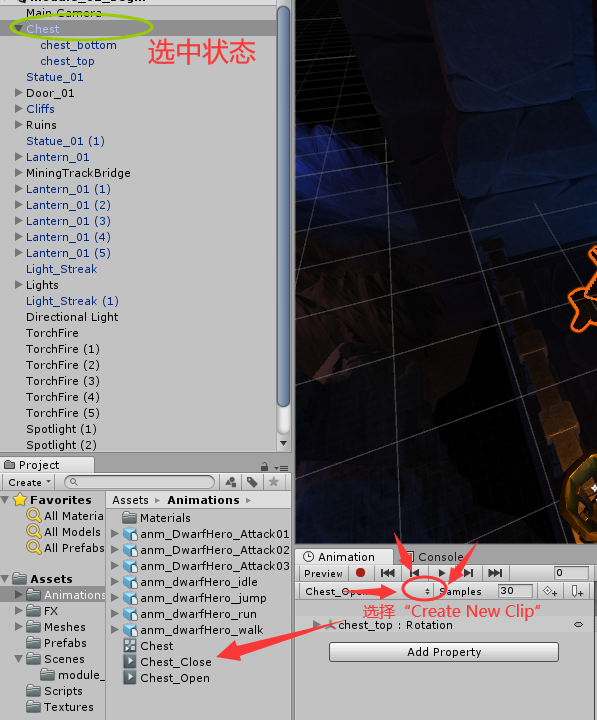 Main Camera
Chest
选中状态
chest_bottom
chest_top
Statue_01
Door_01
Cliffs
Ruins
Statue_01 (1)
Lantern_01
MiningTrackBridge
Lantern_01 (1)
Lantern_01 (2)
Lantern_01 (3)
Lantern_01 (4)
Lantern_01 (5)
Light_Streak
Lights
Light_Streak (1)
Directional Light
TorchFire
TorchFire (1)
TorchFire (2)
TorchFire (3)
TorchFire (4)
TorchFire (5)
Spotlight (1)
Spotlight (2)
Project
Create
Favorites
All Materia
All Models
All Prefabs
Assets
Animations
FX
Meshes
Prefabs
Scenes
module_
Scripts
Textures
Assets Animations
Materials
anm_DwarfHero_Attack01
anm_DwarfHero_Attack02
anm_DwarfHero_Attack03
anm_dwarfHero_idle
anm_dwarfHero_jump
anm_dwarfHero_run
anm_dwarfHero_walk
Chest
Chest_Close
Chest_Open
Animation Console
Preview 0
Chest_Open Samples 30
选择“Create New Clip”
chest_top : Rotation
Add Property